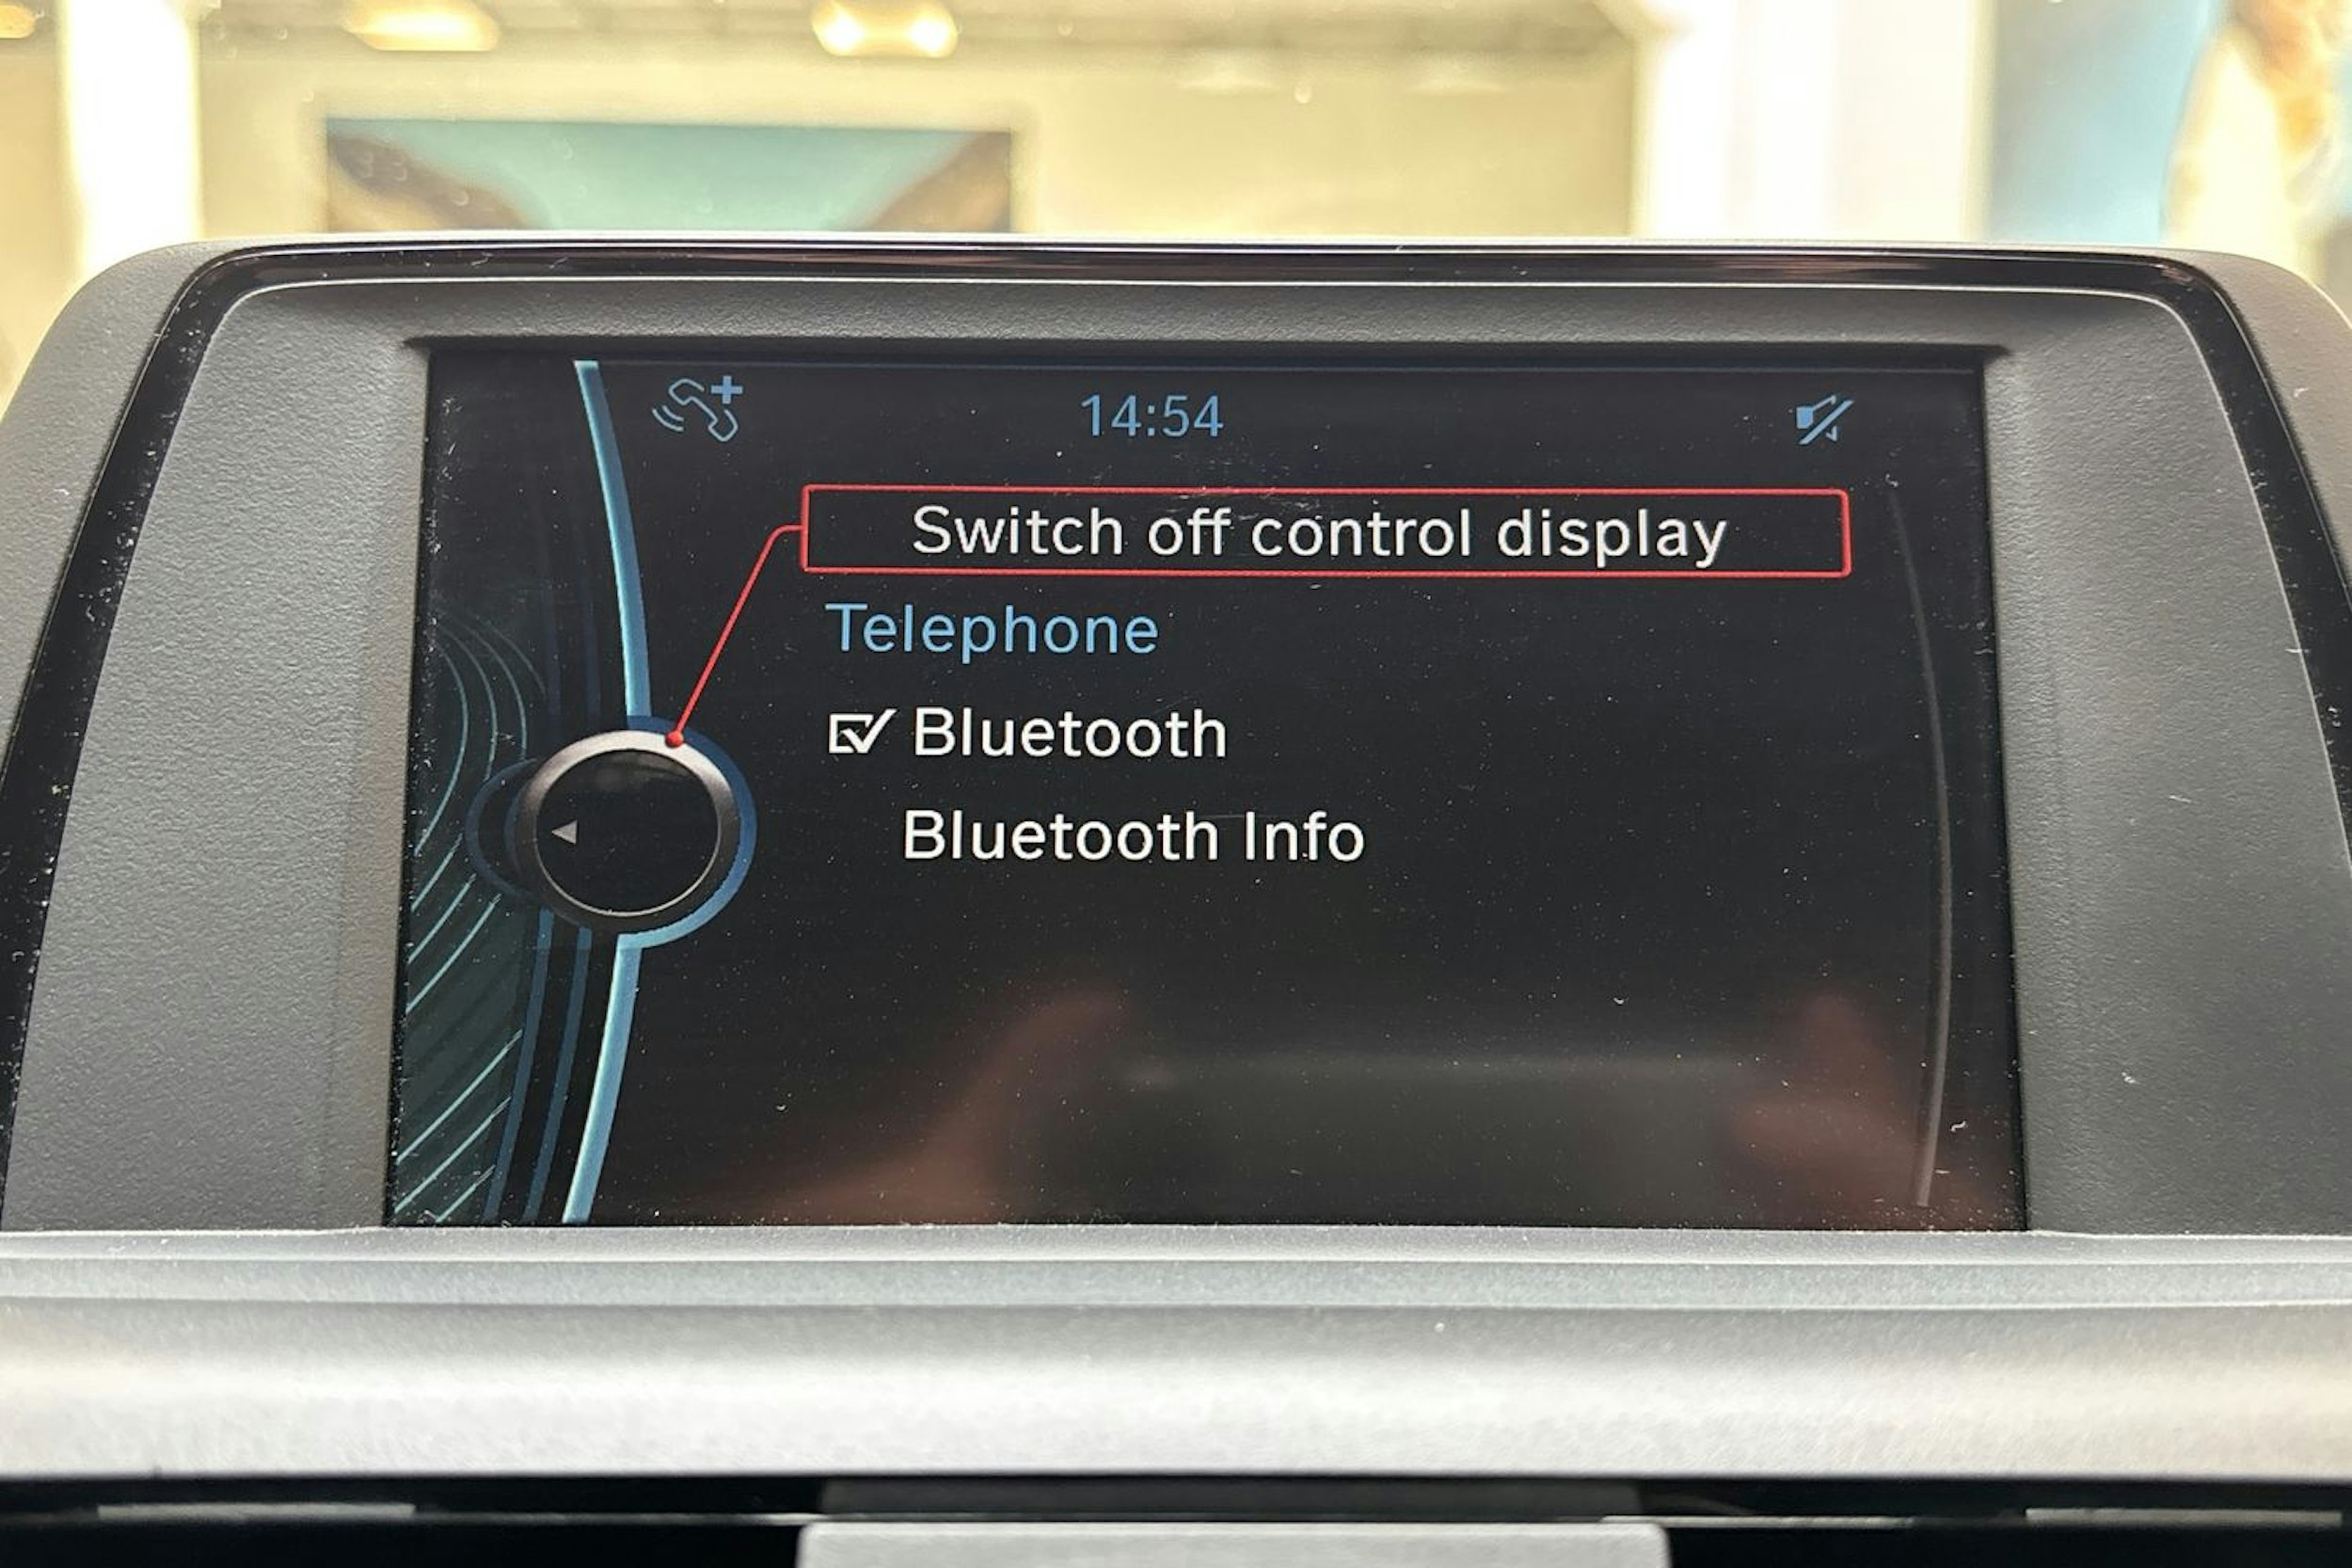 14:54
Switch off control display
Telephone
Bluetooth
Bluetooth Info